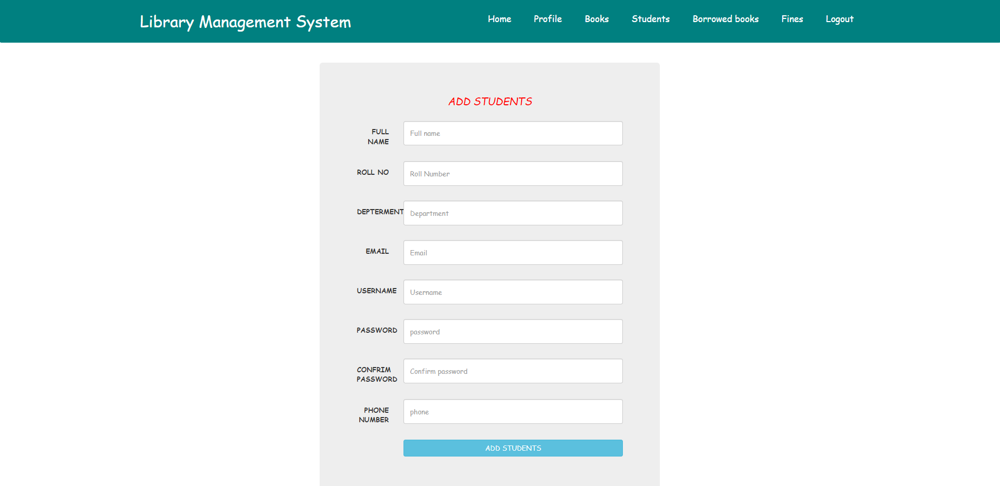 Library Management System
Home Profile Books Students Borrowed books Fines Logout
ADD STUDENTS
FULL
NAME
Full name
ROLL NO
Roll Number
DEPTERMENT
Department
EMAIL
Email
USERNAME
Username
PASSWORD
password
CONFRIM
PASSWORD
Confirm password
PHONE
NUMBER
phone
ADD STUDENTS